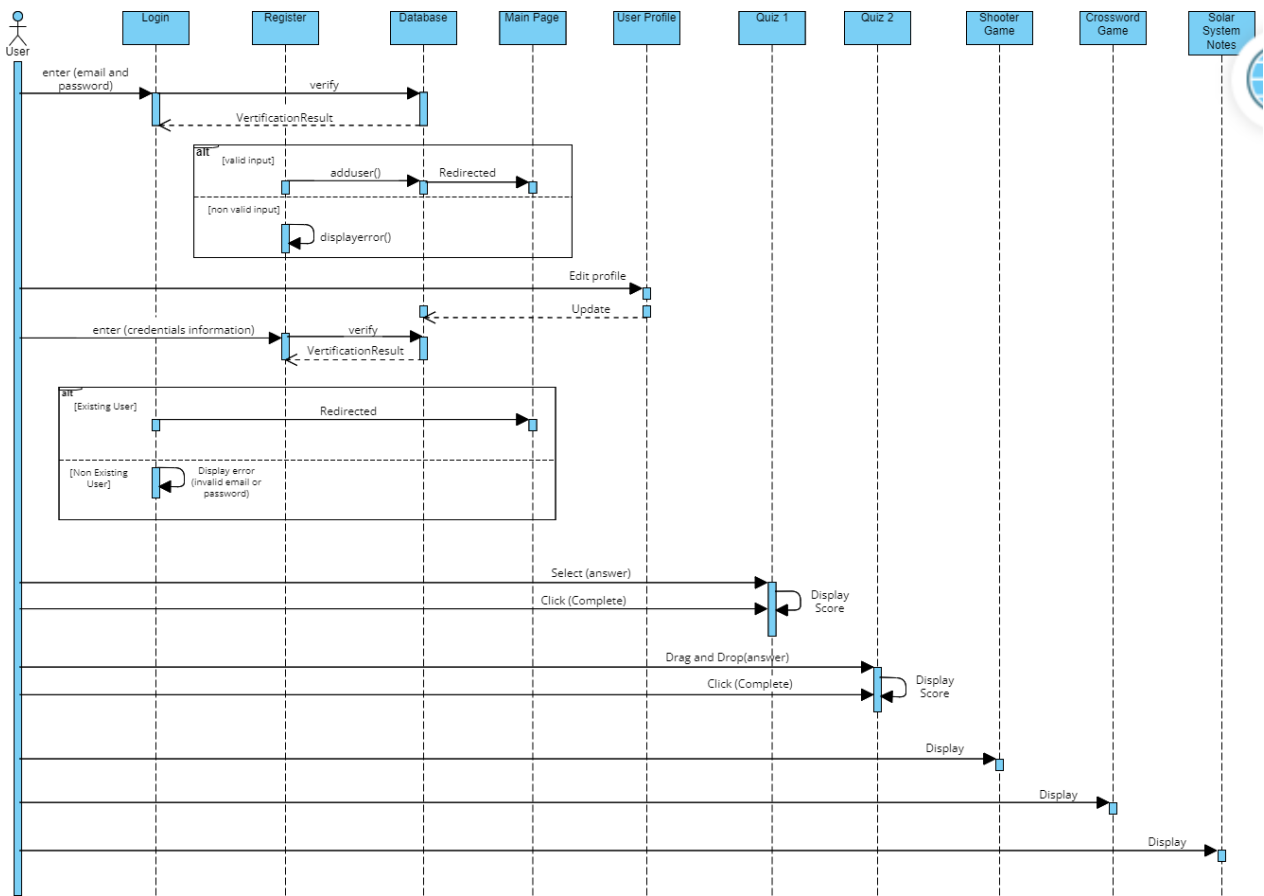 User
Login
Register
Database
Main Page
User Profile
Quiz 1
Quiz 2
Shooter
Game
Crossword
Game
Solar
System
Notes
enter (email and
password)
verify
VertificationResult
alt
[valid input]
adduser()
Redirected
[non valid input]
displayerror()
Edit profile
Update
enter (credentials information)
verify
VertificationResult
alt
[Existing User]
Redirected
[Non Existing
User]
Display error
(invalid email or
password)
Select (answer)
Click (Complete)
Display
Score
Drag and Drop(answer)
Click (Complete)
Display
Score
Display
Display
Display